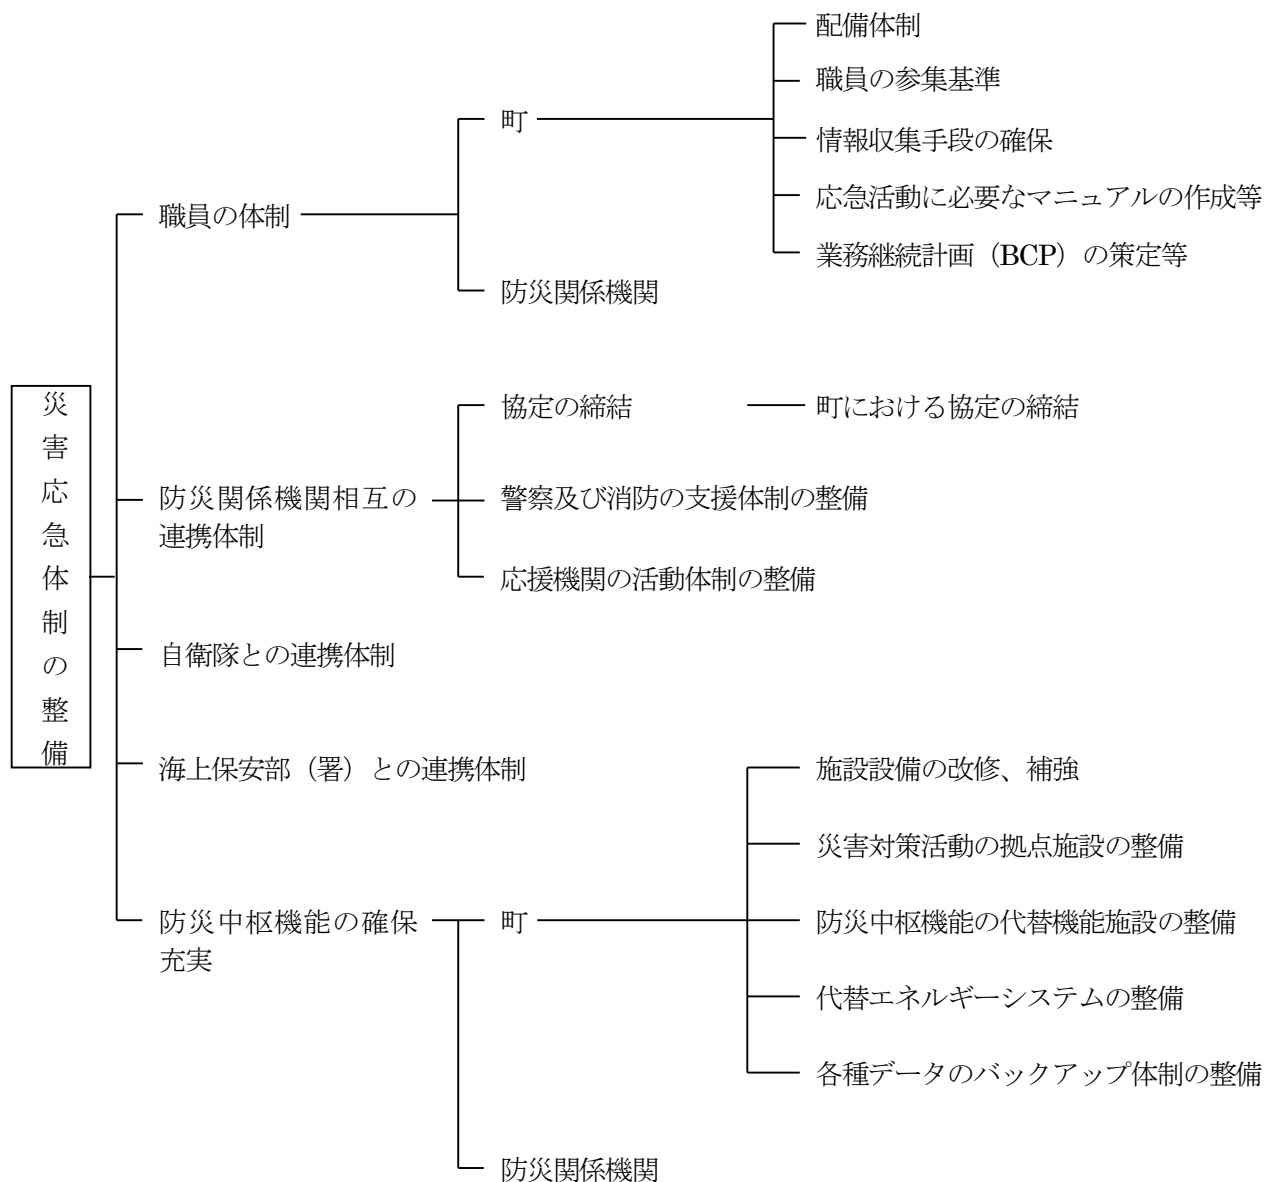 災害応急体制の整備
職員の体制
町
配備体制
職員の参集基準
情報収集手段の確保
応急活動に必要なマニュアルの作成等
業務継続計画（BCP）の策定等
防災関係機関
防災関係機関相互の
連携体制
協定の締結
町における協定の締結
警察及び消防の支援体制の整備
応援機関の活動体制の整備
自衛隊との連携体制
海上保安部（署）との連携体制
防災中枢機能の確保
充実
町
施設設備の改修、補強
災害対策活動の拠点施設の整備
防災中枢機能の代替機能施設の整備
代替エネルギーシステムの整備
各種データのバックアップ体制の整備
防災関係機関